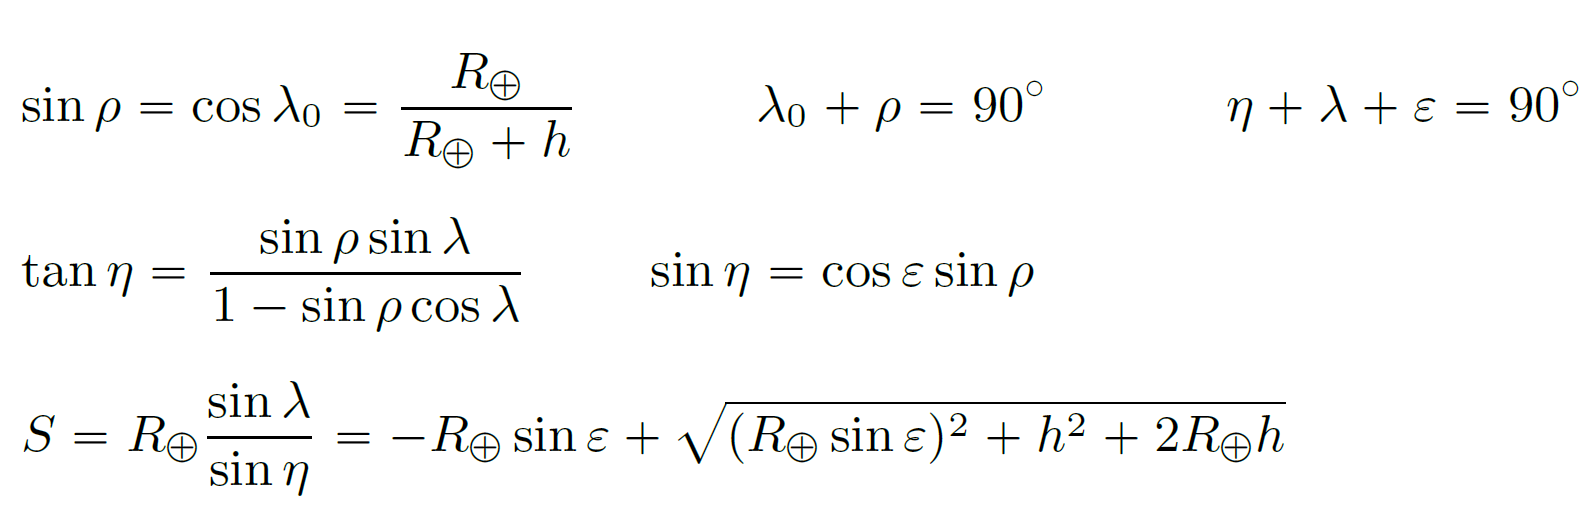 sin ρ = cos λ₀ = R⊕ / (R⊕ + h)    λ₀ + ρ = 90°    η + λ + ε = 90°
tan η = (sin ρ sin λ) / (1 − sin ρ cos λ)    sin η = cos ε sin ρ
S = R⊕ (sin λ / sin η) = −R⊕ sin ε + √((R⊕ sin ε)² + h² + 2R⊕h)